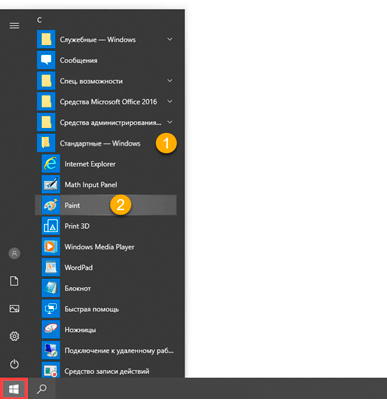 С
Служебные — Windows
Сообщения
Спец. возможности
Средства Microsoft Office 2016
Средства администрирования...
Стандартные — Windows 1
Internet Explorer
Math Input Panel
Paint 2
Print 3D
Windows Media Player
WordPad
Блокнот
Быстрая помощь
Ножницы
Подключение к удаленному раб...
Средство записи действий